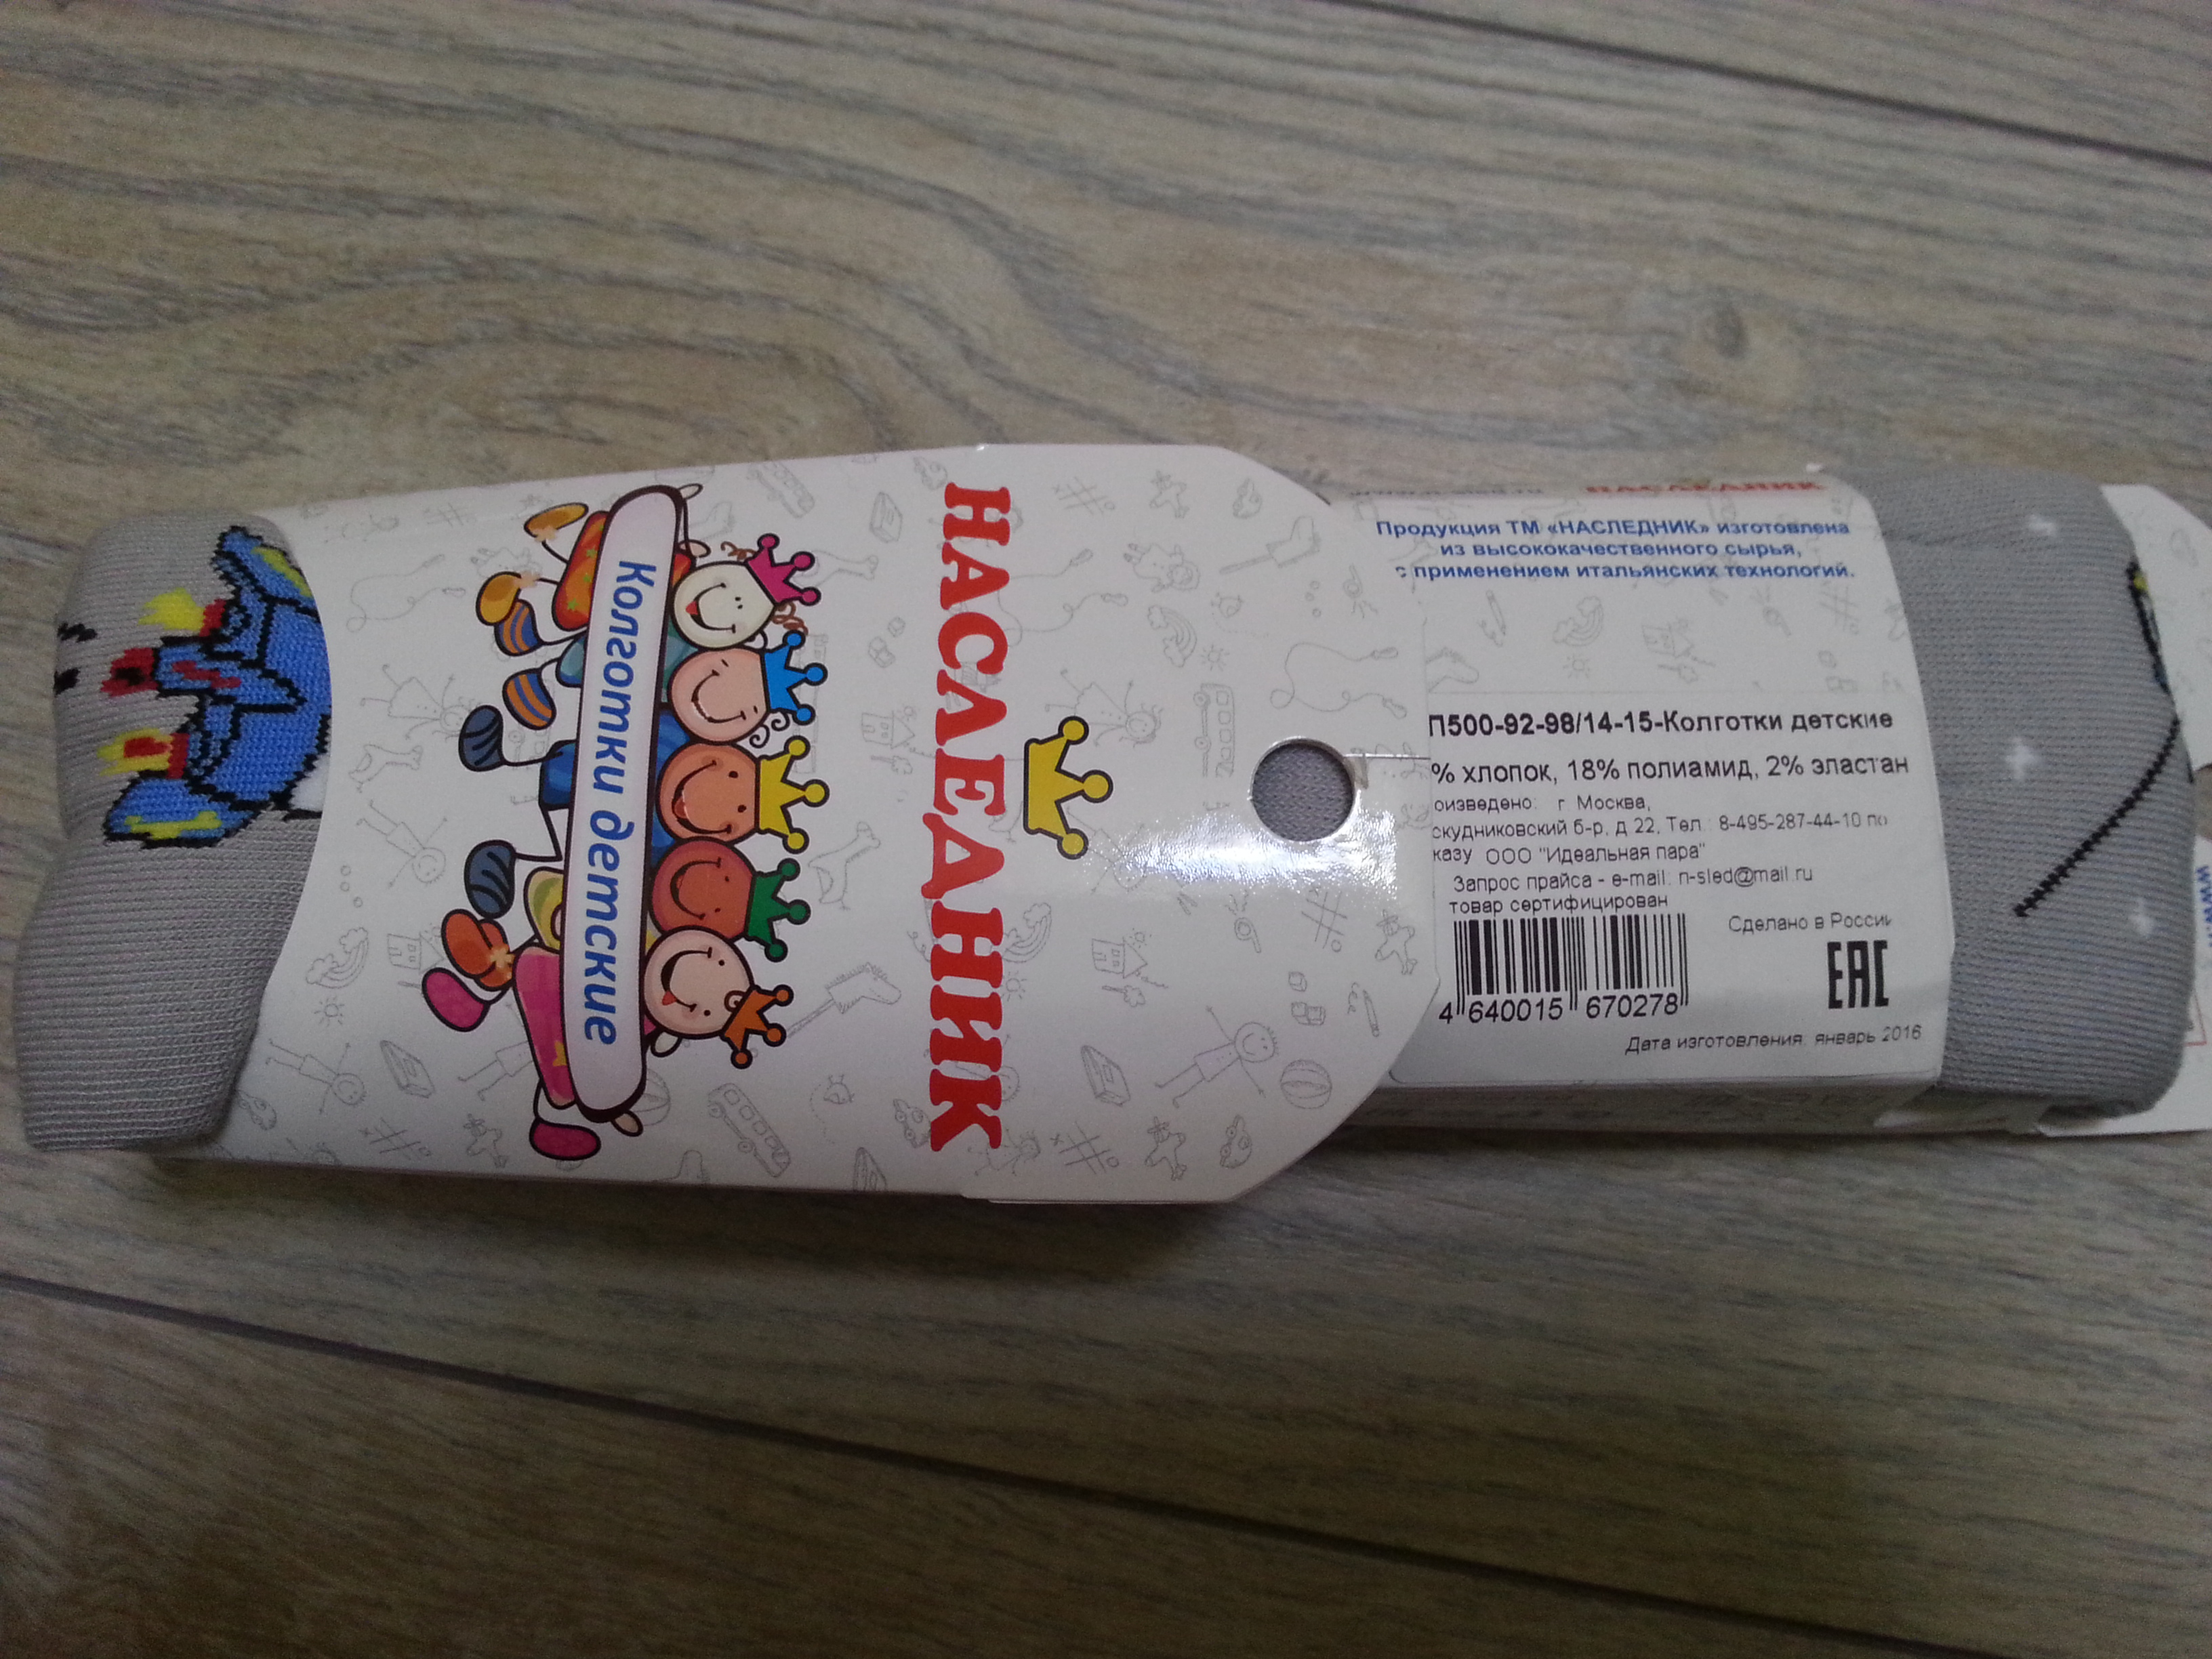 НАСЛЕДНИК
Колготки детские
НАСЛЕДНИК
Продукция ТМ «НАСЛЕДНИК» изготовлена
из высококачественного сырья,
с применением итальянских технологий.
П500-92-98/14-15-Колготки детские
% хлопок, 18% полиамид, 2% эластан
оизведено: г Москва,
скудниковский б-р, д 22, Тел.: 8-495-287-44-10 по
казу ООО "Идеальная пара"
Запрос прайса - e-mail: n-sled@mail.ru
товар сертифицирован
Сделано в России
ЕАС
4 640015 670278
Дата изготовления: январь 2016